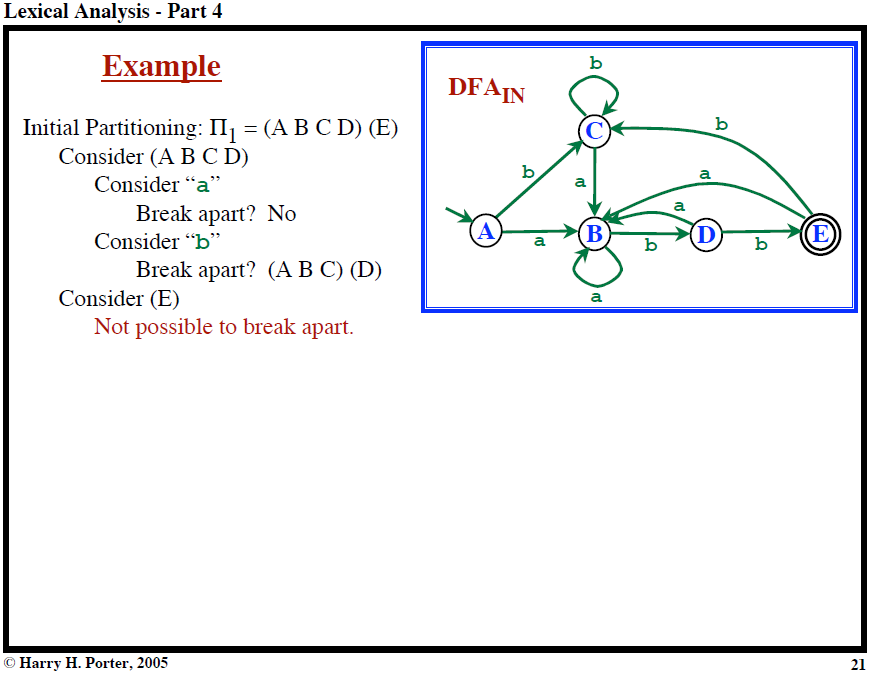 Lexical Analysis - Part 4
Example
Initial Partitioning: Π1 = (A B C D) (E)
Consider (A B C D)
Consider “a”
Break apart? No
Consider “b”
Break apart? (A B C) (D)
Consider (E)
Not possible to break apart.
DFAIN
b
C
b
b
a
a
a
A
a
B
b
D
b
E
a
© Harry H. Porter, 2005
21